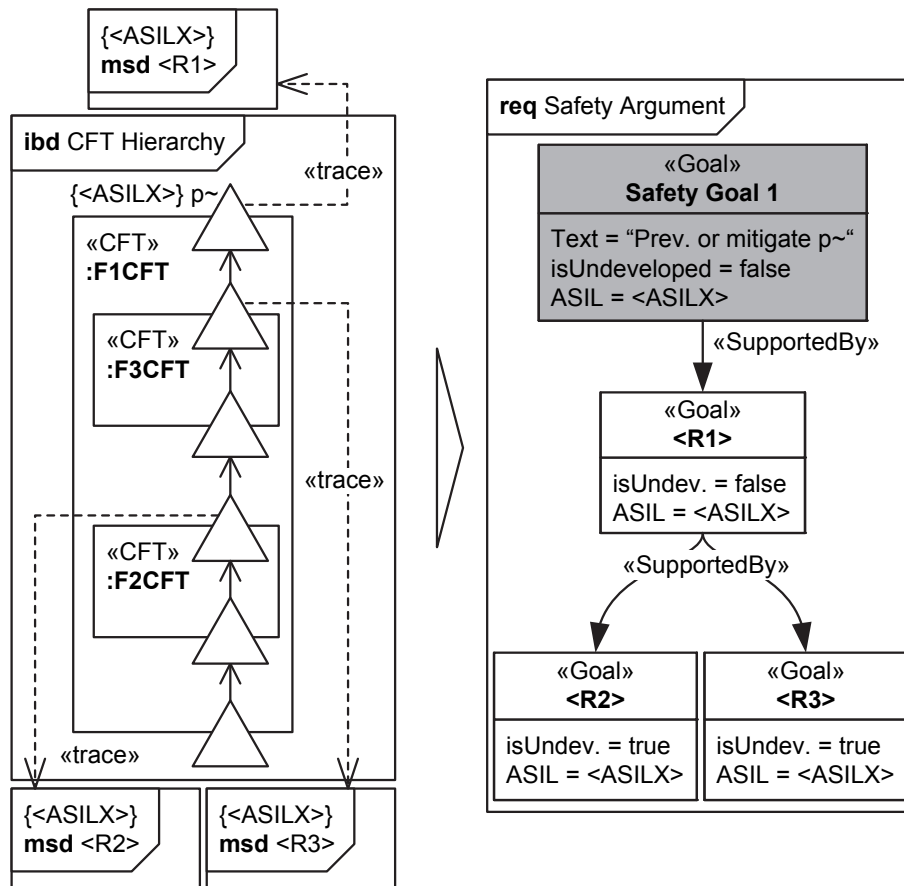 {<ASILX>}
msd <R1>
ibd CFT Hierarchy
«trace»
{<ASILX>} p~
«CFT»
:F1CFT
«CFT»
:F3CFT
«trace»
«CFT»
:F2CFT
«trace»
{<ASILX>}
msd <R2>
{<ASILX>}
msd <R3>
req Safety Argument
«Goal»
Safety Goal 1
Text = “Prev. or mitigate p~“
isUndeveloped = false
ASIL = <ASILX>
«SupportedBy»
«Goal»
<R1>
isUndev. = false
ASIL = <ASILX>
«SupportedBy»
«Goal»
<R2>
isUndev. = true
ASIL = <ASILX>
«Goal»
<R3>
isUndev. = true
ASIL = <ASILX>